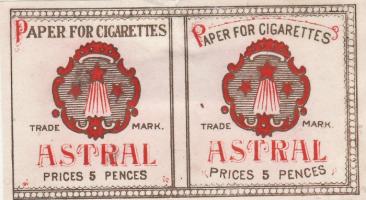 PAPER FOR CIGARETTES
TRADE MARK.
ASTRAL
PRICES 5 PENCES
PAPER FOR CIGARETTES
TRADE MARK.
ASTRAL
PRICES 5 PENCES